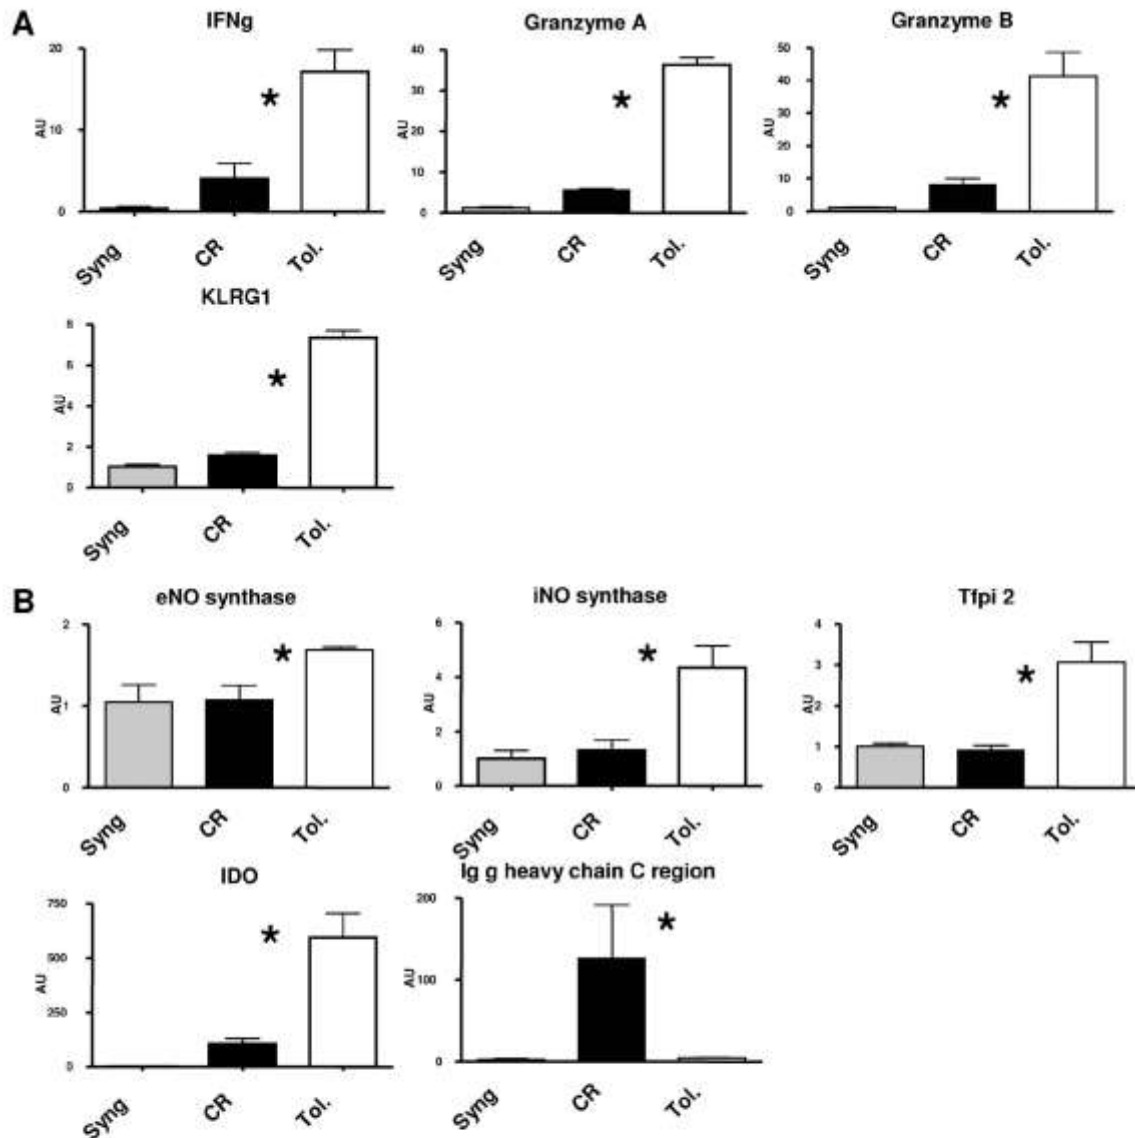 A
IFNg
Granzyme A
Granzyme B
20
10
0
AU
Syng
CR
Tol.
*
40
30
20
10
0
AU
Syng
CR
Tol.
*
50
40
30
20
10
0
AU
Syng
CR
Tol.
*
KLRG1
8
6
4
2
0
AU
Syng
CR
Tol.
*
B
eNO synthase
iNO synthase
Tfpi 2
2
1
0
AU
Syng
CR
Tol.
*
6
4
2
0
AU
Syng
CR
Tol.
*
4
3
2
1
0
AU
Syng
CR
Tol.
*
IDO
Ig g heavy chain C region
750
500
250
0
AU
Syng
CR
Tol.
*
200
100
0
AU
Syng
CR
Tol.
*